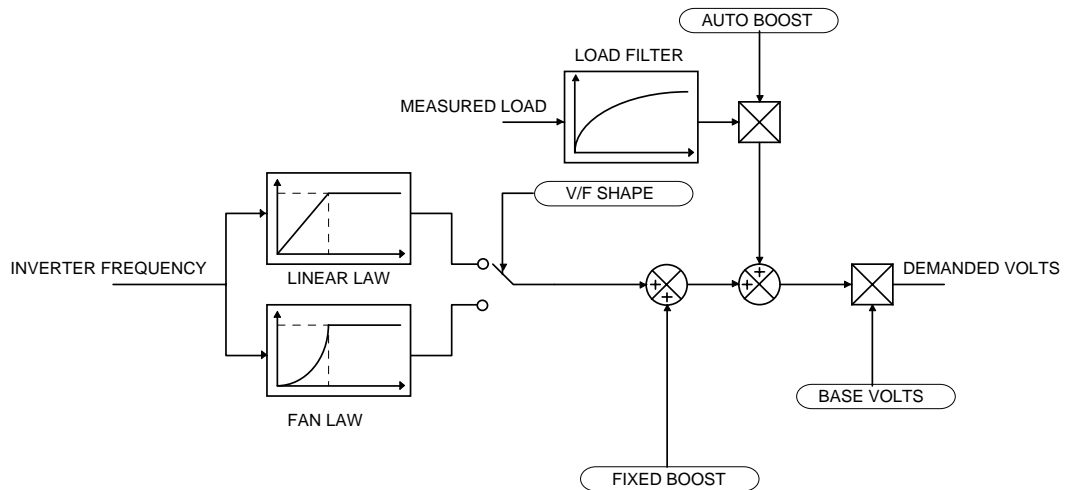 AUTO BOOST
LOAD FILTER
MEASURED LOAD
V/F SHAPE
INVERTER FREQUENCY
LINEAR LAW
DEMANDED VOLTS
+
+
+
+
BASE VOLTS
FAN LAW
FIXED BOOST